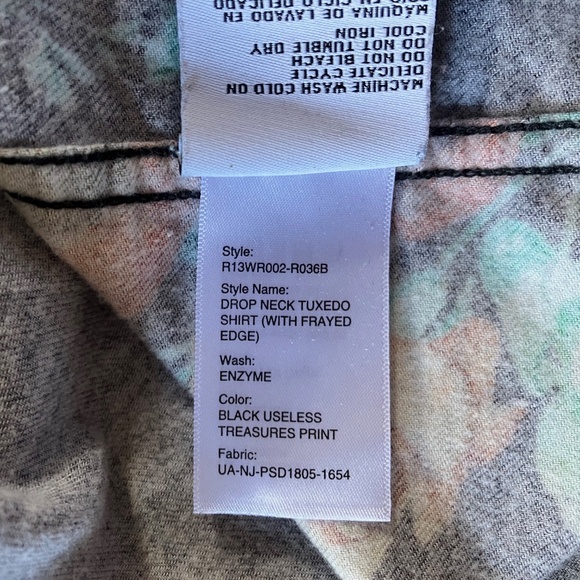 MACHINE WASH COLD ON
DELICATE CYCLE
DO NOT BLEACH
DO NOT TUMBLE DRY
COOL IRON
MÁQUINA DE LAVADO EN
CICLO DELICADO
Style:
R13WR002-R036B
Style Name:
DROP NECK TUXEDO
SHIRT (WITH FRAYED
EDGE)
Wash:
ENZYME
Color:
BLACK USELESS
TREASURES PRINT
Fabric:
UA-NJ-PSD1805-1654